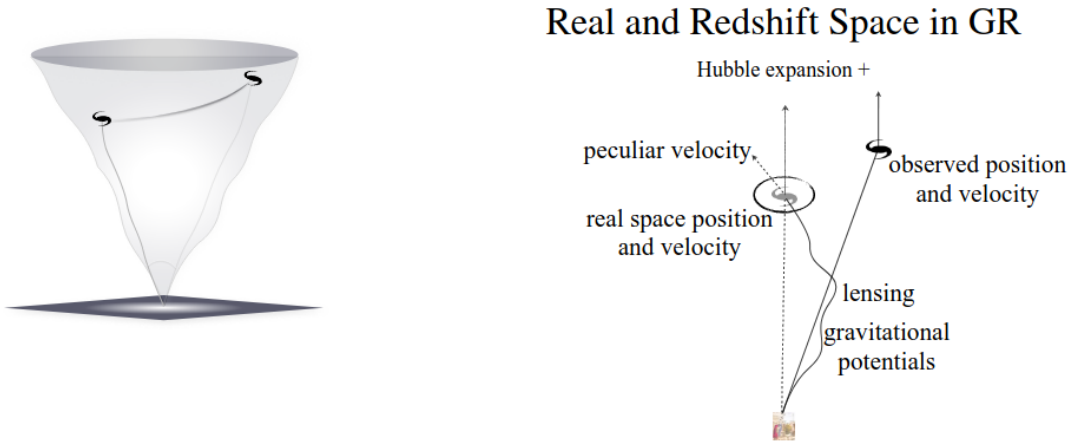 Real and Redshift Space in GR
Hubble expansion +
peculiar velocity
observed position
and velocity
real space position
and velocity
lensing
gravitational
potentials